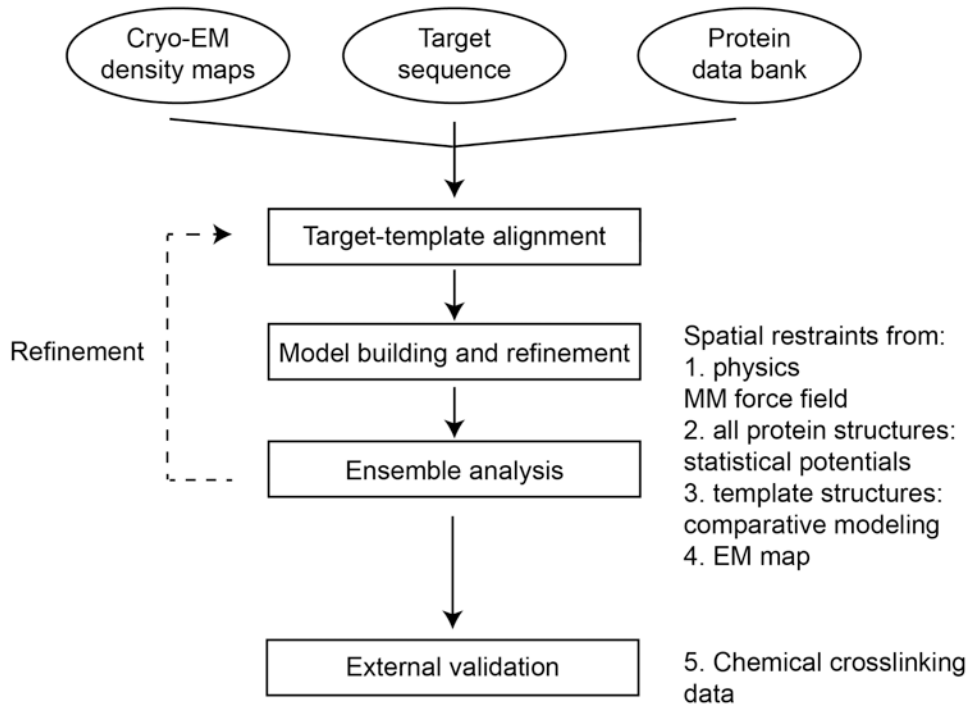 Cryo-EM
density maps
Target
sequence
Protein
data bank
Target-template alignment
Refinement
Model building and refinement
Ensemble analysis
Spatial restraints from:
1. physics
MM force field
2. all protein structures:
statistical potentials
3. template structures:
comparative modeling
4. EM map
External validation
5. Chemical crosslinking
data